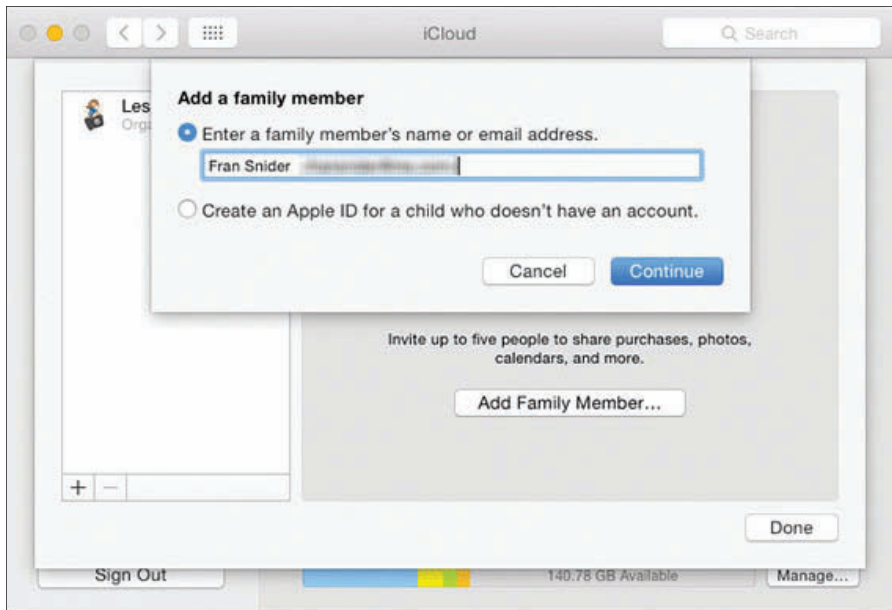 iCloud
Search
Les
Orga
Add a family member
Enter a family member's name or email address.
Fran Snider
Create an Apple ID for a child who doesn't have an account.
Cancel
Continue
Invite up to five people to share purchases, photos,
calendars, and more.
Add Family Member...
+ −
Done
Sign Out
140.78 GB Available
Manage...